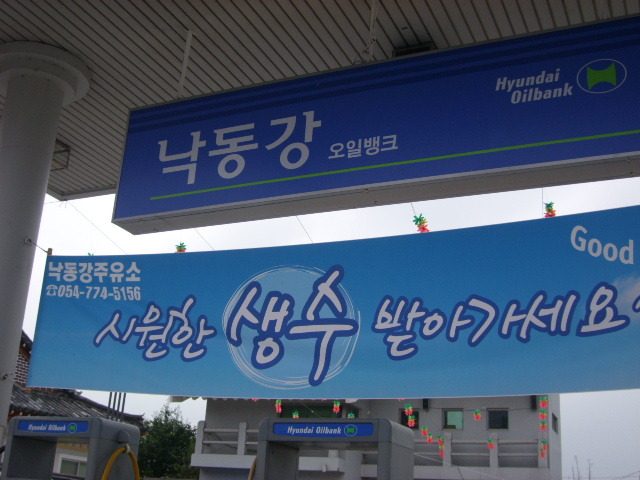 Hyundai
Oilbank
낙동강 오일뱅크
Good
낙동강주유소
☎054-774-5156
시원한 생수 받아가세요
Hyundai Oilbank
Hyundai Oilbank